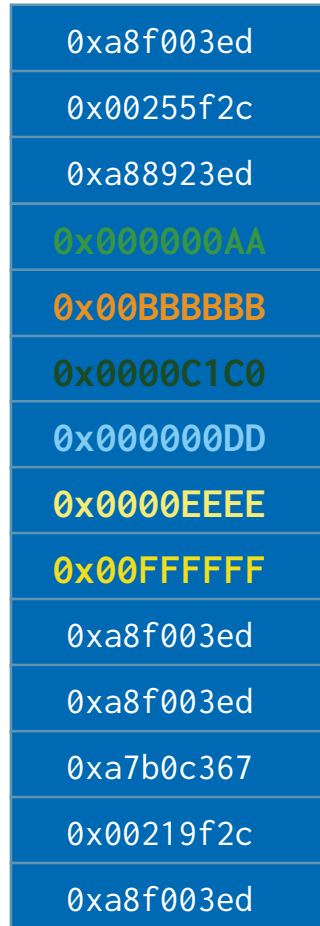 0xa8f003ed
0x00255f2c
0xa88923ed
0x000000AA
0x00BBBBBB
0x0000C1C0
0x000000DD
0x0000EEEE
0x00FFFFFF
0xa8f003ed
0xa8f003ed
0xa7b0c367
0x00219f2c
0xa8f003ed